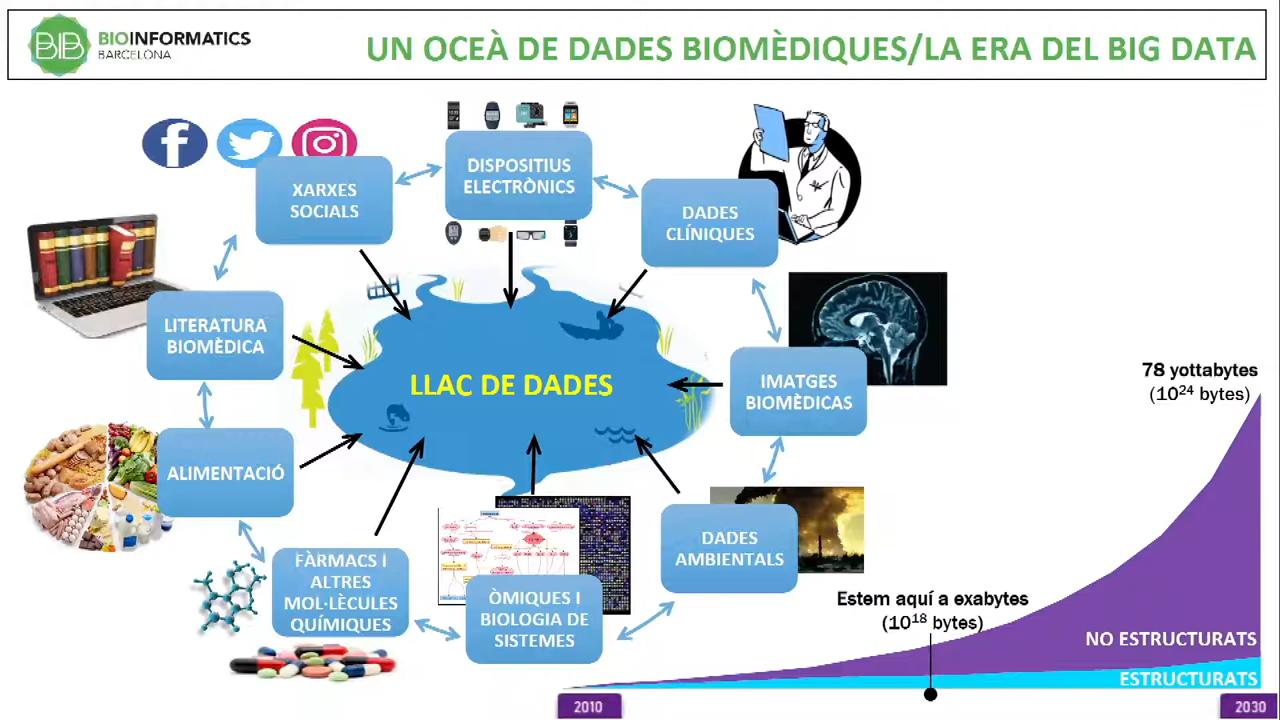 BIB BIOINFORMATICS
BARCELONA
UN OCEÀ DE DADES BIOMÈDIQUES/LA ERA DEL BIG DATA
XARXES
SOCIALS
DISPOSITIUS
ELECTRÒNICS
DADES
CLÍNIQUES
LITERATURA
BIOMÈDICA
LLAC DE DADES
IMATGES
BIOMÈDICAS
ALIMENTACIÓ
DADES
AMBIENTALS
FÀRMACS I
ALTRES
MOL·LÈCULES
QUÍMIQUES
ÒMIQUES I
BIOLOGIA DE
SISTEMES
78 yottabytes
(10²⁴ bytes)
Estem aquí a exabytes
(10¹⁸ bytes)
NO ESTRUCTURATS
ESTRUCTURATS
2010
2030